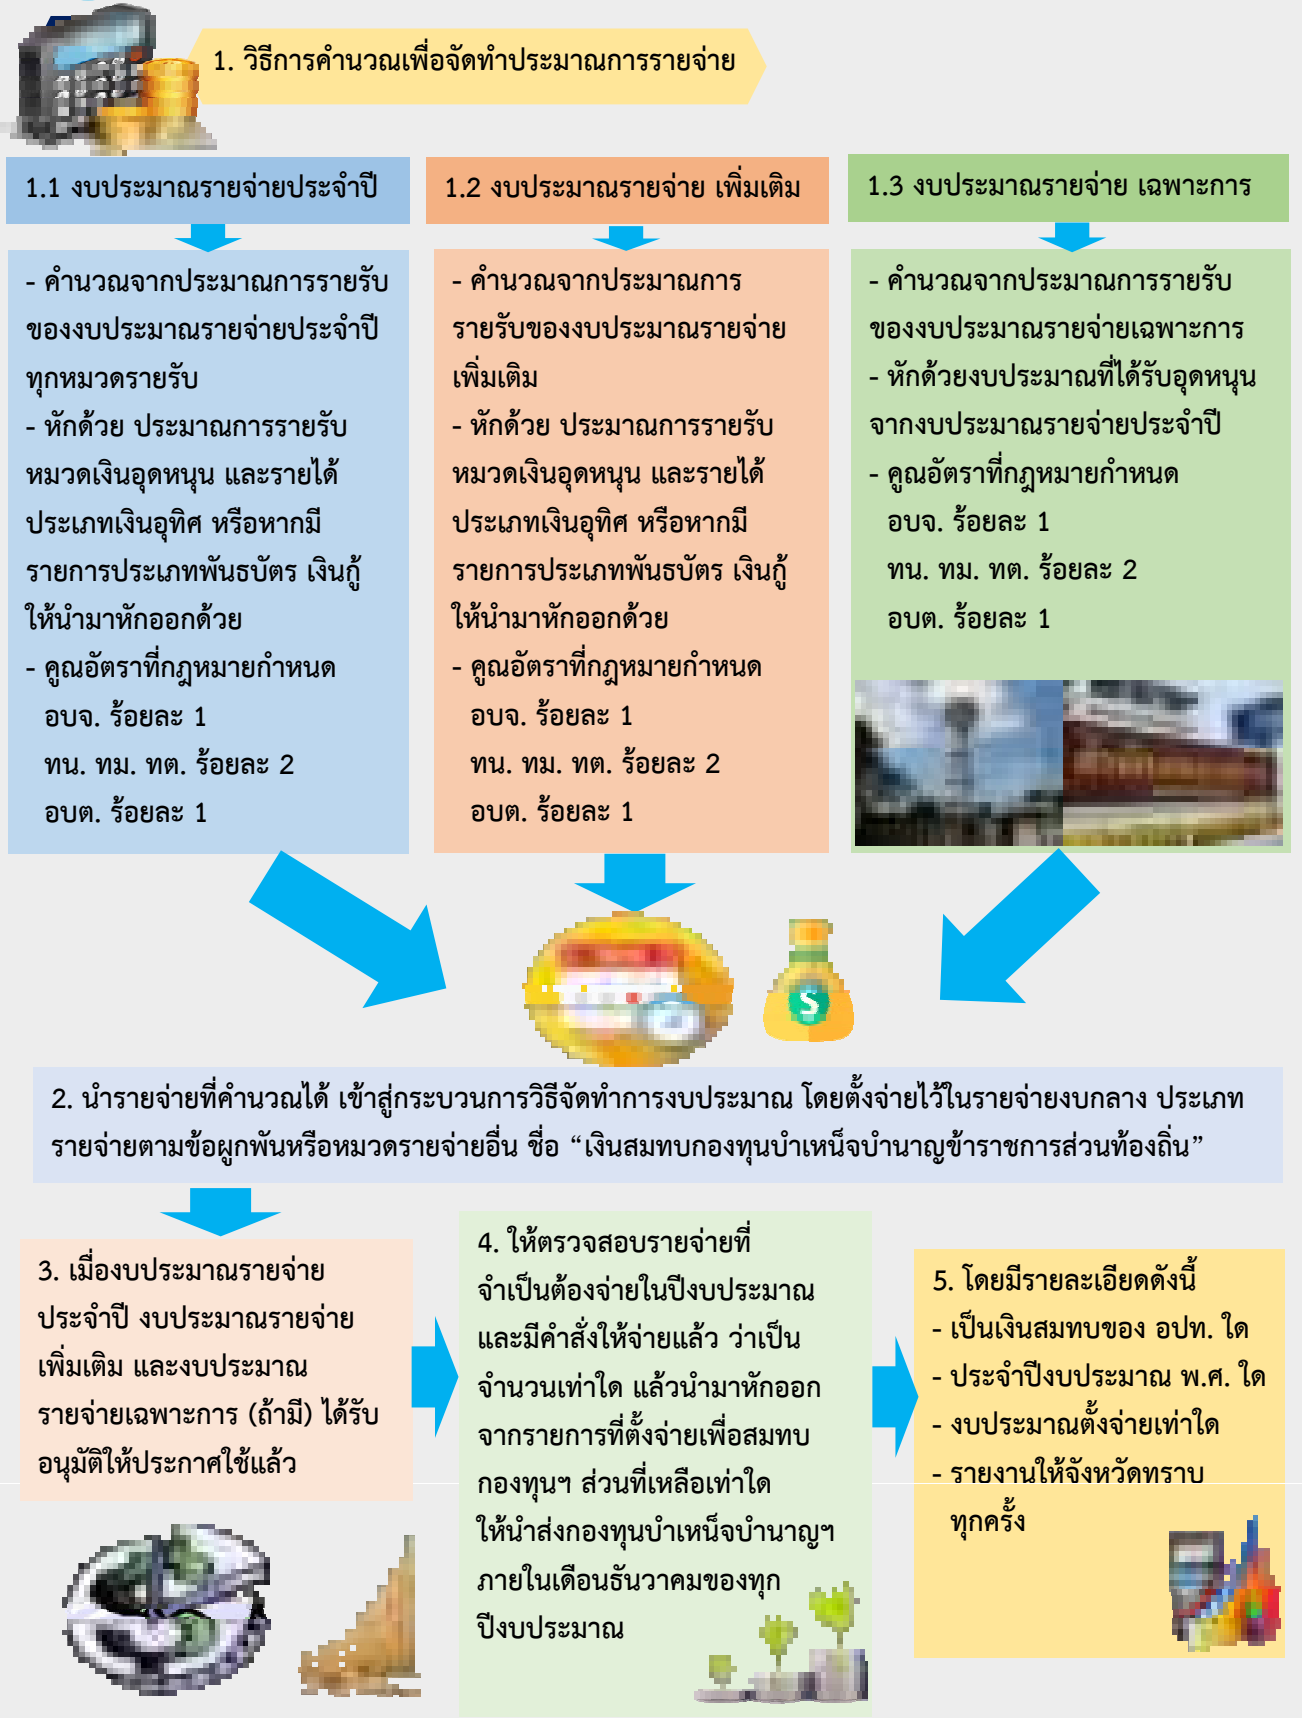 1. วิธีการคำนวณเพื่อจัดทำประมาณการรายจ่าย
1.1 งบประมาณรายจ่ายประจำปี
- คำนวณจากประมาณการรายรับ
ของงบประมาณรายจ่ายประจำปี
ทุกหมวดรายรับ
- หักด้วย ประมาณการรายรับ
หมวดเงินอุดหนุน และรายได้
ประเภทเงินอุทิศ หรือหากมี
รายการประเภทพันธบัตร เงินกู้
ให้นำมาหักออกด้วย
- คูณอัตราที่กฎหมายกำหนด
อบจ. ร้อยละ 1
ทน. ทม. ทต. ร้อยละ 2
อบต. ร้อยละ 1
1.2 งบประมาณรายจ่าย เพิ่มเติม
- คำนวณจากประมาณการ
รายรับของงบประมาณรายจ่าย
เพิ่มเติม
- หักด้วย ประมาณการรายรับ
หมวดเงินอุดหนุน และรายได้
ประเภทเงินอุทิศ หรือหากมี
รายการประเภทพันธบัตร เงินกู้
ให้นำมาหักออกด้วย
- คูณอัตราที่กฎหมายกำหนด
อบจ. ร้อยละ 1
ทน. ทม. ทต. ร้อยละ 2
อบต. ร้อยละ 1
1.3 งบประมาณรายจ่าย เฉพาะการ
- คำนวณจากประมาณการรายรับ
ของงบประมาณรายจ่ายเฉพาะการ
- หักด้วยงบประมาณที่ได้รับอุดหนุน
จากงบประมาณรายจ่ายประจำปี
- คูณอัตราที่กฎหมายกำหนด
อบจ. ร้อยละ 1
ทน. ทม. ทต. ร้อยละ 2
อบต. ร้อยละ 1
2. นำรายจ่ายที่คำนวณได้ เข้าสู่กระบวนการวิธีจัดทำการงบประมาณ โดยตั้งจ่ายไว้ในรายจ่ายงบกลาง ประเภท
รายจ่ายตามข้อผูกพันหรือหมวดรายจ่ายอื่น ชื่อ “เงินสมทบกองทุนบำเหน็จบำนาญข้าราชการส่วนท้องถิ่น”
3. เมื่องบประมาณรายจ่าย
ประจำปี งบประมาณรายจ่าย
เพิ่มเติม และงบประมาณ
รายจ่ายเฉพาะการ (ถ้ามี) ได้รับ
อนุมัติให้ประกาศใช้แล้ว
4. ให้ตรวจสอบรายจ่ายที่
จำเป็นต้องจ่ายในปีงบประมาณ
และมีคำสั่งให้จ่ายแล้ว ว่าเป็น
จำนวนเท่าใด แล้วนำมาหักออก
จากรายการที่ตั้งจ่ายเพื่อสมทบ
กองทุนฯ ส่วนที่เหลือเท่าใด
ให้นำส่งกองทุนบำเหน็จบำนาญฯ
ภายในเดือนธันวาคมของทุก
ปีงบประมาณ
5. โดยมีรายละเอียดดังนี้
- เป็นเงินสมทบของ อปท. ใด
- ประจำปีงบประมาณ พ.ศ. ใด
- งบประมาณตั้งจ่ายเท่าใด
- รายงานให้จังหวัดทราบ
ทุกครั้ง